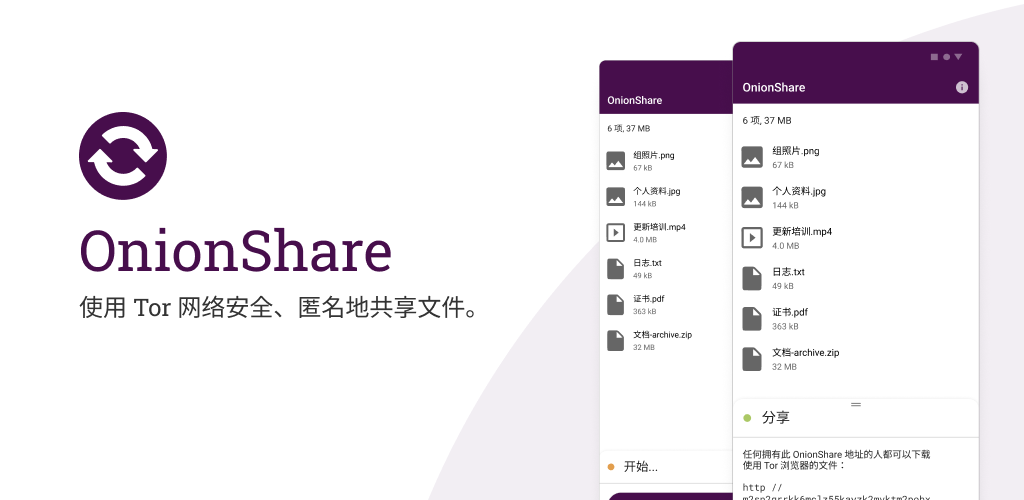 OnionShare
使用 Tor 网络安全、匿名地共享文件。
OnionShare
6 项, 37 MB
组照片.png
67 kB
个人资料.jpg
144 kB
更新培训.mp4
4.0 MB
日志.txt
49 kB
证书.pdf
363 kB
文档-archive.zip
32 MB
开始...
OnionShare
6 项, 37 MB
组照片.png
67 kB
个人资料.jpg
144 kB
更新培训.mp4
4.0 MB
日志.txt
49 kB
证书.pdf
363 kB
文档-archive.zip
32 MB
分享
任何拥有此 OnionShare 地址的人都可以下载
使用 Tor 浏览器的文件：
http //